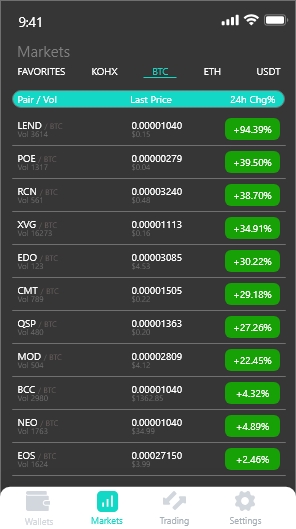 9:41
Markets
FAVORITES KOHX BTC ETH USDT
Pair / Vol Last Price 24h Chg%
LEND / BTC 0.00001040 +94.39%
Vol 3614 $0.15
POE / BTC 0.00000279 +39.50%
Vol 1317 $0.04
RCN / BTC 0.00003240 +38.70%
Vol 561 $0.48
XVG / BTC 0.00001113 +34.91%
Vol 16273 $0.16
EDO / BTC 0.00003085 +30.22%
Vol 123 $4.53
CMT / BTC 0.00001505 +29.18%
Vol 789 $0.22
QSP / BTC 0.00001363 +27.26%
Vol 480 $0.20
MOD / BTC 0.00002809 +22.45%
Vol 504 $4.12
BCC / BTC 0.00001040 +4.32%
Vol 2980 $1362.85
NEO / BTC 0.00001040 +4.89%
Vol 1763 $34.99
EOS / BTC 0.00027150 +2.46%
Vol 1624 $3.99
Wallets Markets Trading Settings